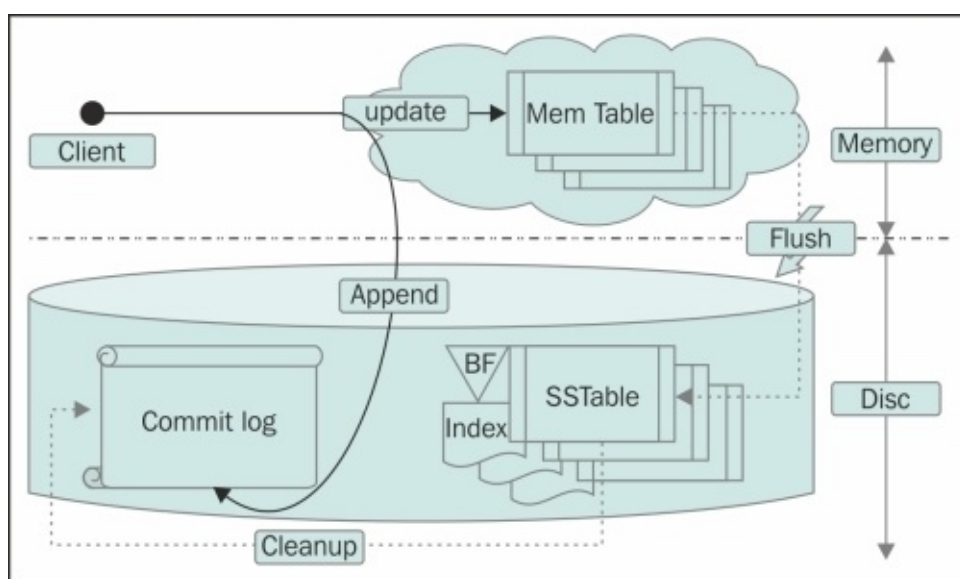 update
Mem Table
Client
Memory
Flush
Append
BF
SSTable
Index
Commit log
Disc
Cleanup